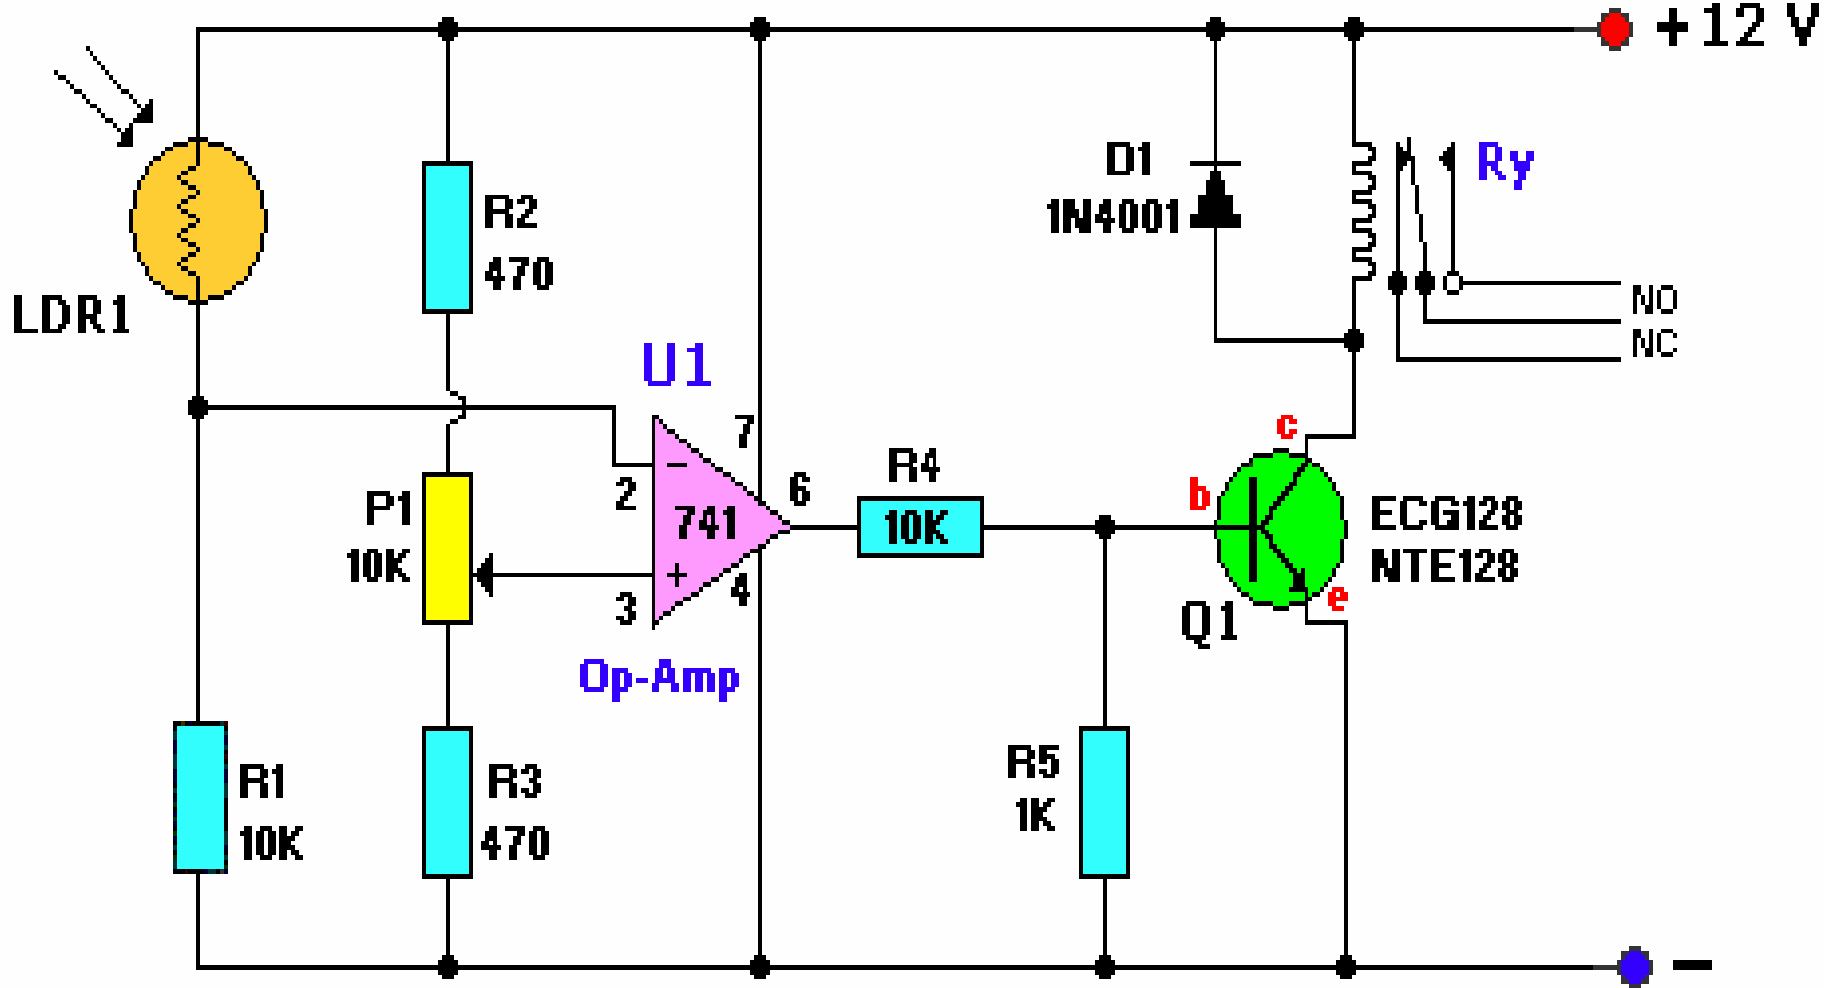 +12 V
D1
1N4001
Ry
R2
470
LDR1
NO
NC
U1
7
2
741
6
3
4
-
+
P1
10K
R4
10K
c
b
e
ECG128
NTE128
Q1
Op-Amp
R1
10K
R3
470
R5
1K
-